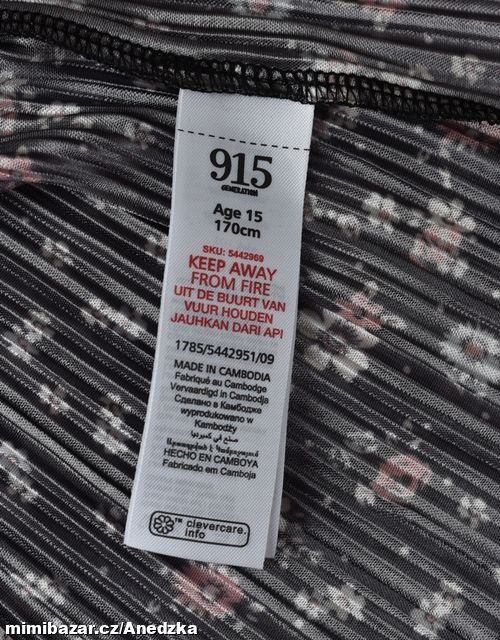 915
GENERATION
Age 15
170cm
SKU: 5442969
KEEP AWAY
FROM FIRE
UIT DE BUURT VAN
VUUR HOUDEN
JAUHKAN DARI API
1785/5442951/09
MADE IN CAMBODIA
Fabriqué au Cambodge
Vervaardigd in Cambodja
Сделано в Камбодже
wyprodukowano w
Kambodży
صنع في كمبوديا
HECHO EN CAMBOYA
Fabricado em Camboja
™ clevercare.
info
mimibazar.cz/Anedzka